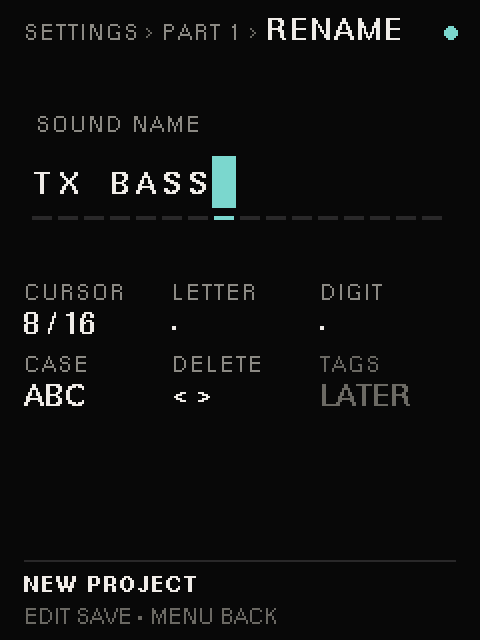 SETTINGS › PART 1 › RENAME
SOUND NAME
TX BASS
CURSOR LETTER DIGIT
8 / 16 . .
CASE DELETE TAGS
ABC < > LATER
NEW PROJECT
EDIT SAVE • MENU BACK